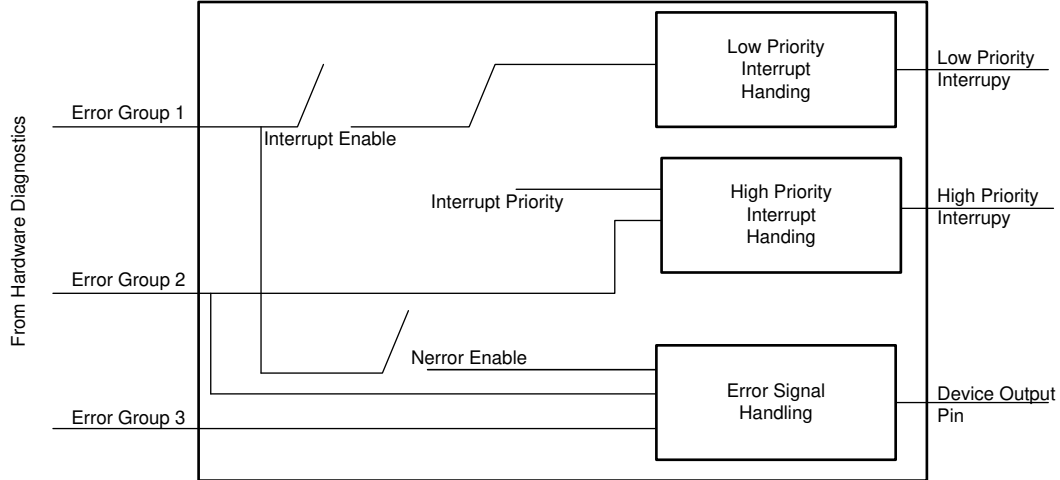 Low Priority
Interrupt
Handing
Low Priority
Interrupy
Error Group 1
Interrupt Enable
From Hardware Diagnostics
Interrupt Priority
High Priority
Interrupt
Handing
High Priority
Interrupy
Error Group 2
Nerror Enable
Error Signal
Handling
Device Output
Pin
Error Group 3